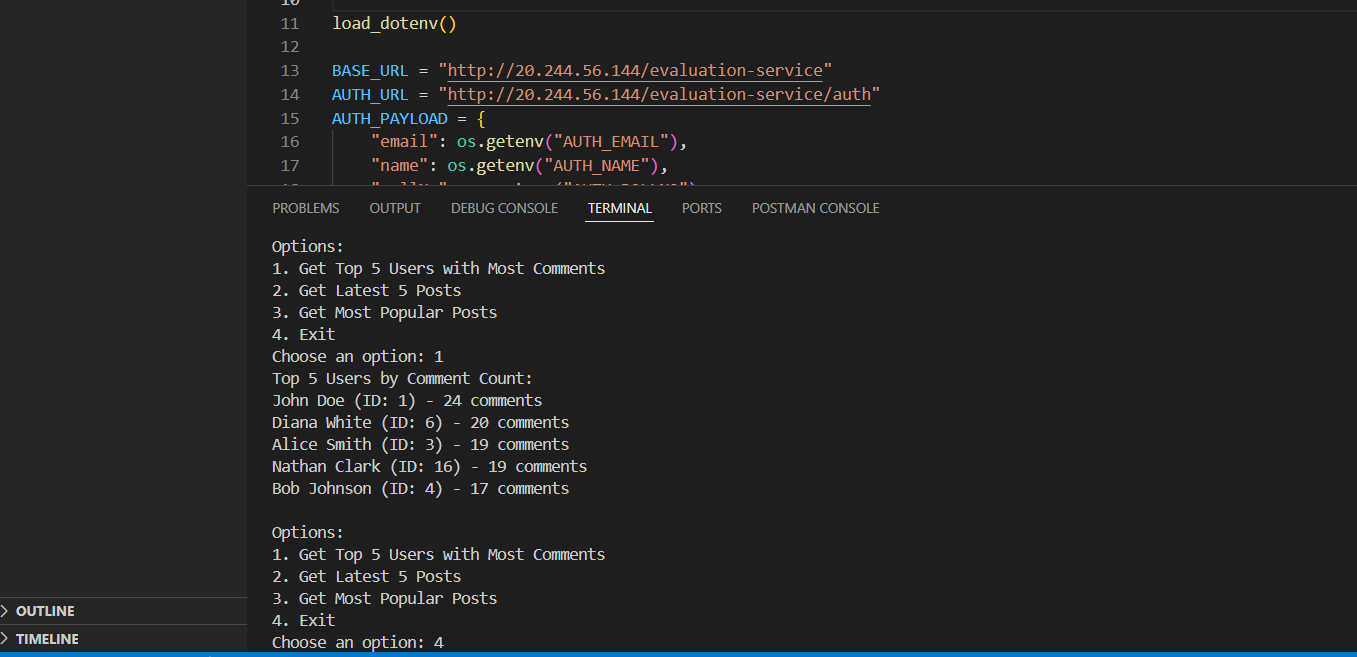 10
11 load_dotenv()
12
13 BASE_URL = "http://20.244.56.144/evaluation-service"
14 AUTH_URL = "http://20.244.56.144/evaluation-service/auth"
15 AUTH_PAYLOAD = {
16 "email": os.getenv("AUTH_EMAIL"),
17 "name": os.getenv("AUTH_NAME"),
PROBLEMS OUTPUT DEBUG CONSOLE TERMINAL PORTS POSTMAN CONSOLE
Options:
1. Get Top 5 Users with Most Comments
2. Get Latest 5 Posts
3. Get Most Popular Posts
4. Exit
Choose an option: 1
Top 5 Users by Comment Count:
John Doe (ID: 1) - 24 comments
Diana White (ID: 6) - 20 comments
Alice Smith (ID: 3) - 19 comments
Nathan Clark (ID: 16) - 19 comments
Bob Johnson (ID: 4) - 17 comments
Options:
1. Get Top 5 Users with Most Comments
2. Get Latest 5 Posts
3. Get Most Popular Posts
4. Exit
Choose an option: 4
OUTLINE
TIMELINE